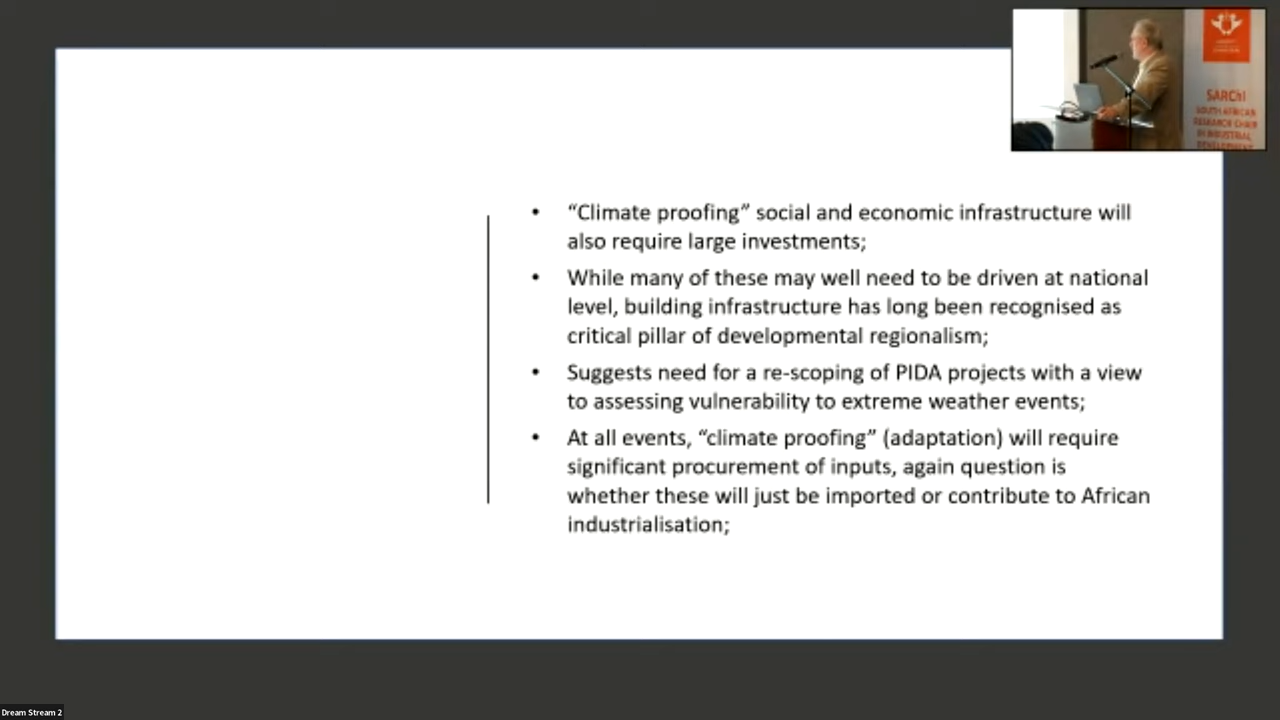 SARChI
SOUTH AFRICAN
RESEARCH CHAIR
IN INDUSTRIAL
DEVELOPMENT
• “Climate proofing” social and economic infrastructure will
also require large investments;
• While many of these may well need to be driven at national
level, building infrastructure has long been recognised as
critical pillar of developmental regionalism;
• Suggests need for a re-scoping of PIDA projects with a view
to assessing vulnerability to extreme weather events;
• At all events, “climate proofing” (adaptation) will require
significant procurement of inputs, again question is
whether these will just be imported or contribute to African
industrialisation;
Dream Stream 2